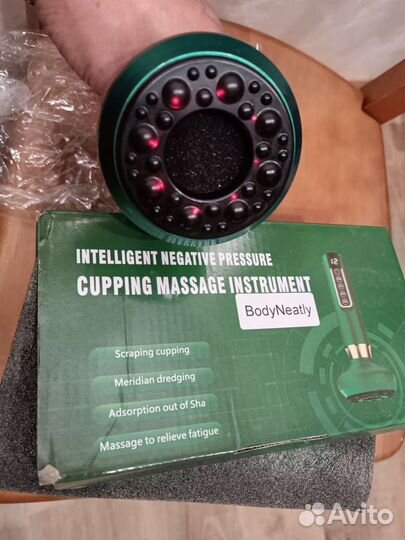 INTELLIGENT NEGATIVE PRESSURE
CUPPING MASSAGE INSTRUMENT
BodyNeatly
12
Scraping cupping
Meridian dredging
Adsorption out of Sha
Massage to relieve fatigue
Avito